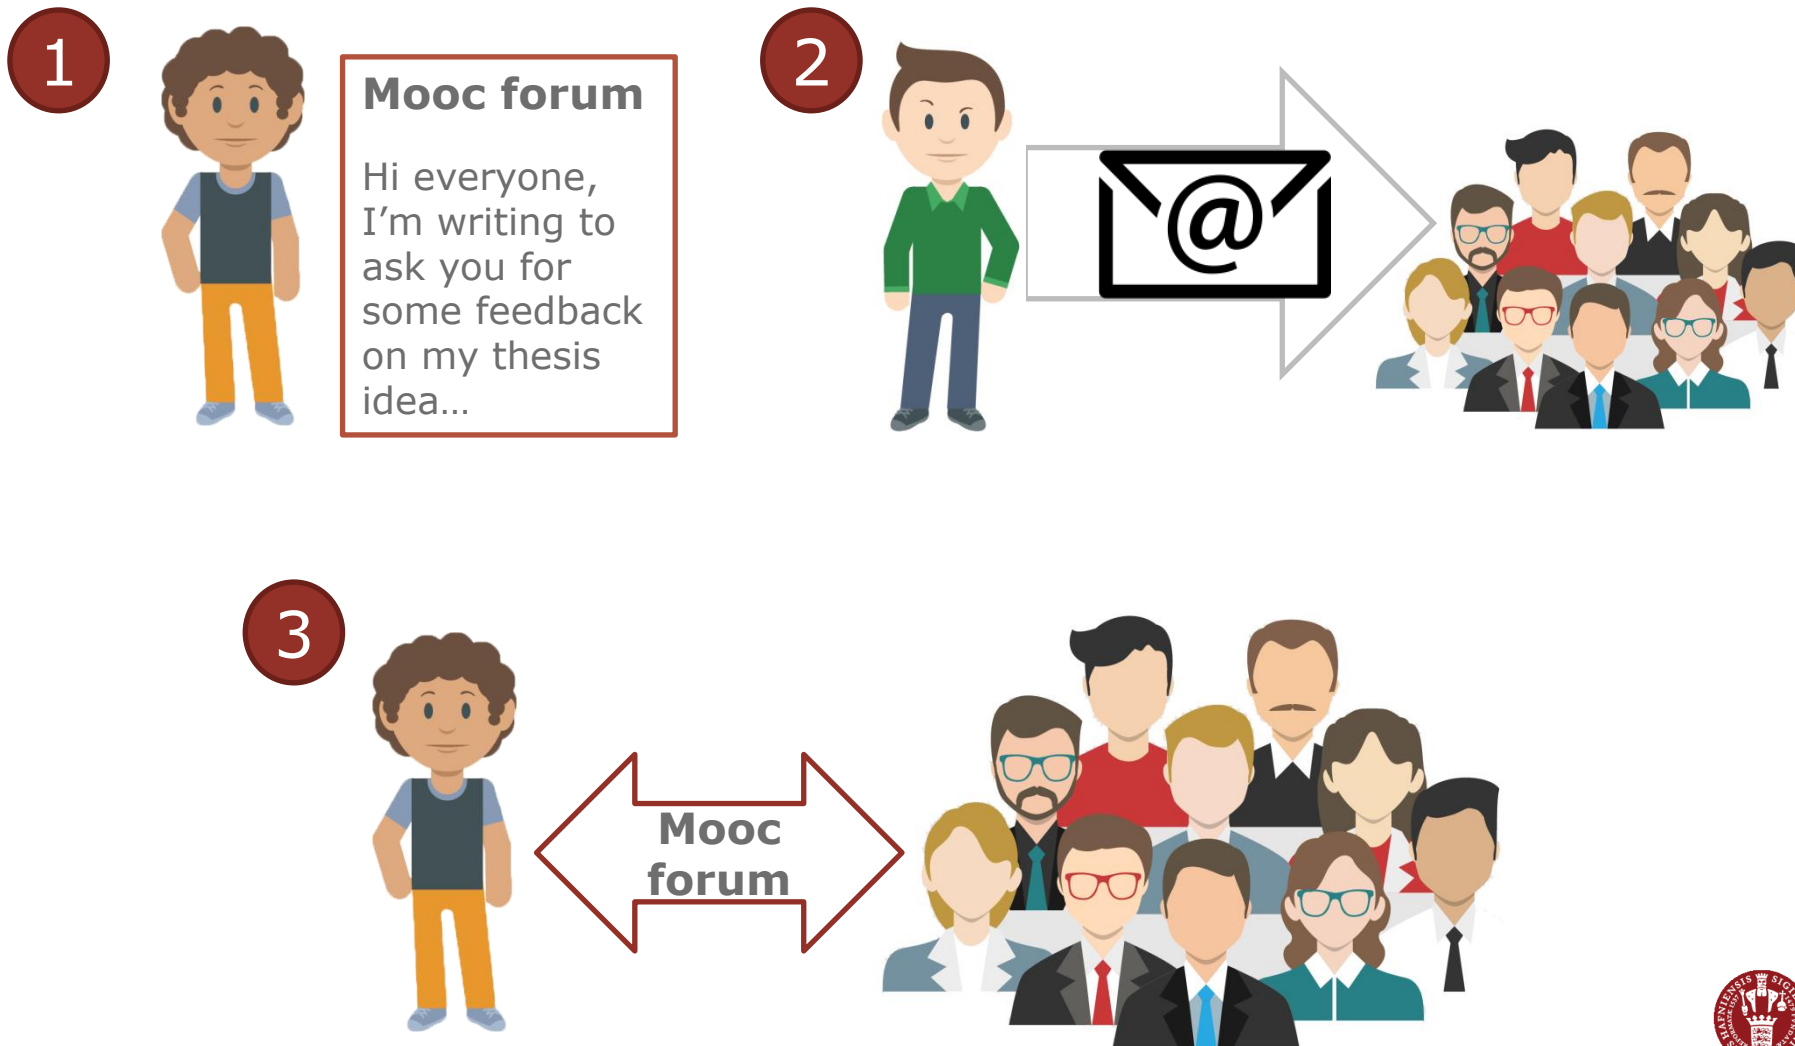 1
Mooc forum
Hi everyone,
I'm writing to
ask you for
some feedback
on my thesis
idea...
2
@
3
Mooc
forum